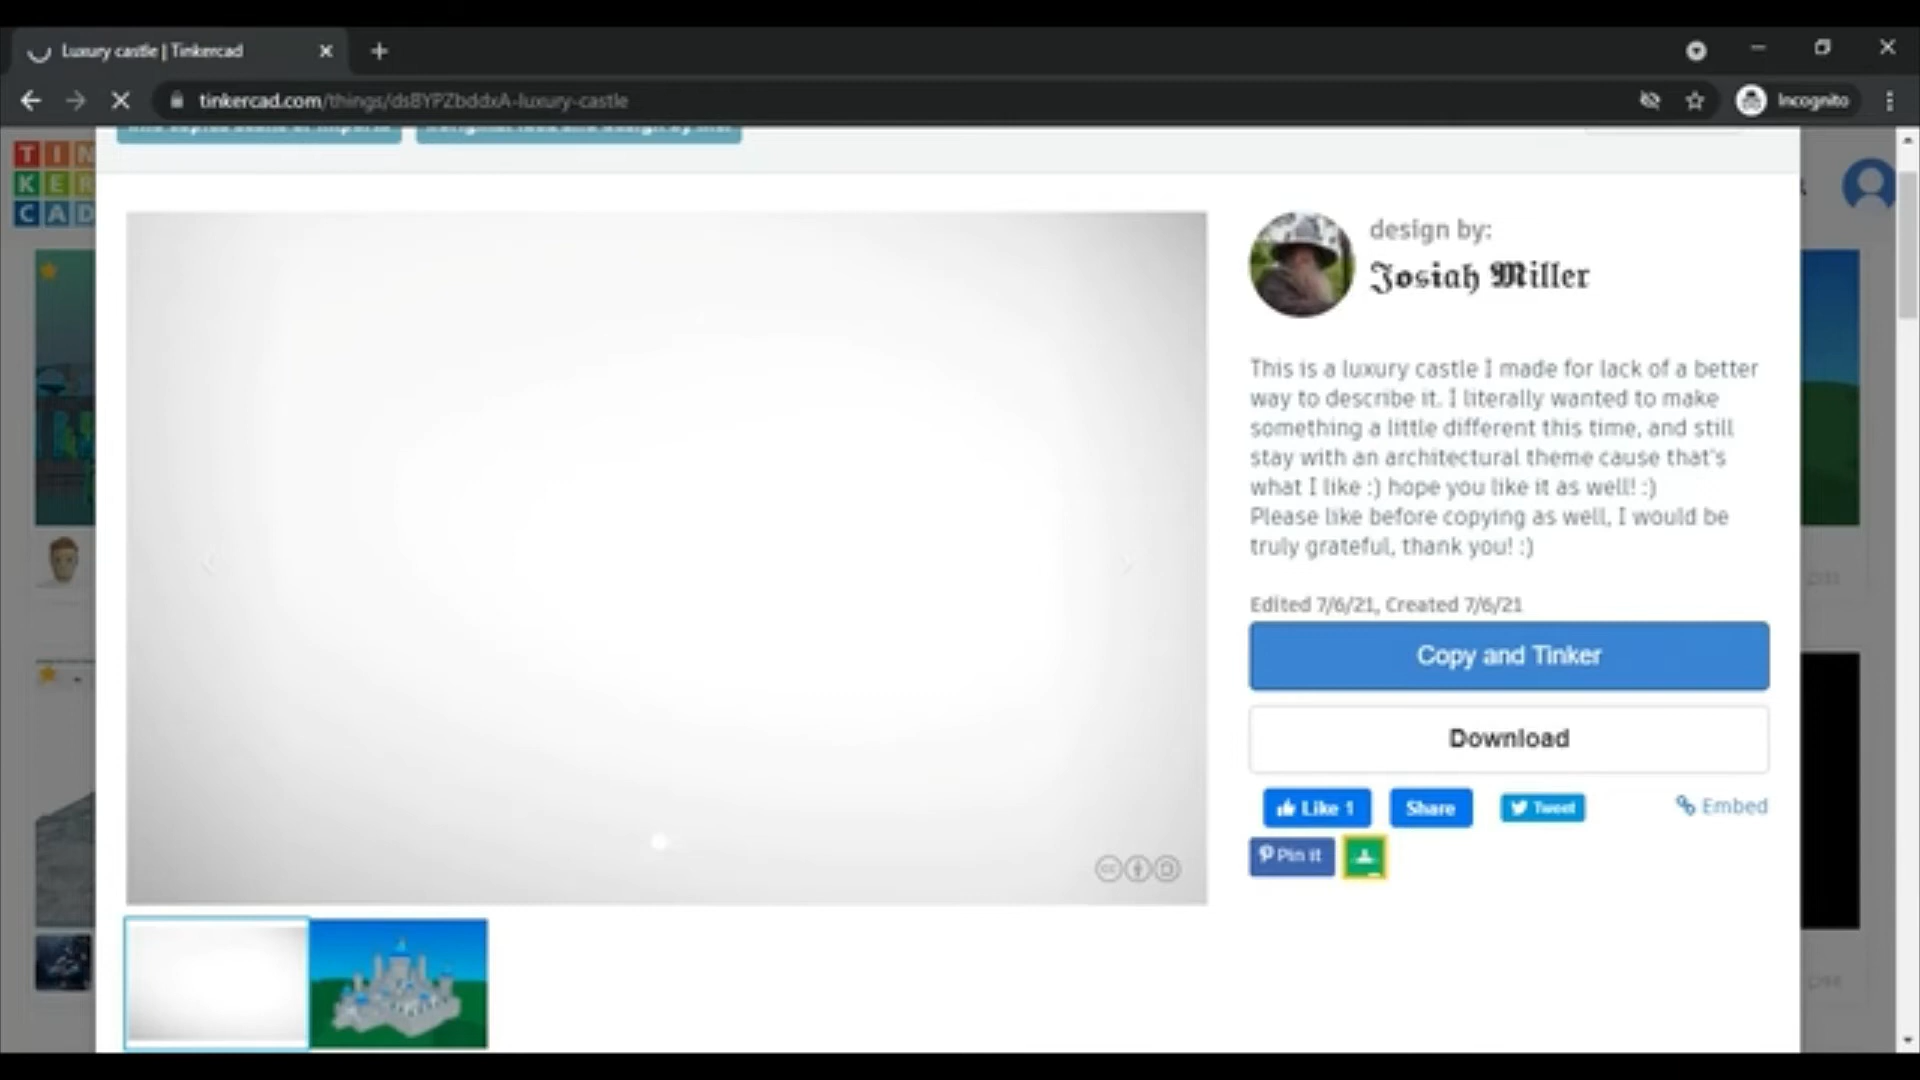 Luxury castle | Tinkercad
tinkercad.com/things/ds8YPZbddxA-luxury-castle
Incognito
TIN
KER
CAD
design by:
𝕵𝖔𝖘𝖎𝖆𝖍 𝕸𝖎𝖑𝖑𝖊𝖗
This is a luxury castle I made for lack of a better
way to describe it. I literally wanted to make
something a little different this time, and still
stay with an architectural theme cause that's
what I like :) hope you like it as well! :)
Please like before copying as well, I would be
truly grateful, thank you! :)
Edited 7/6/21, Created 7/6/21
Copy and Tinker
Download
Like 1
Share
Tweet
Embed
Pin it